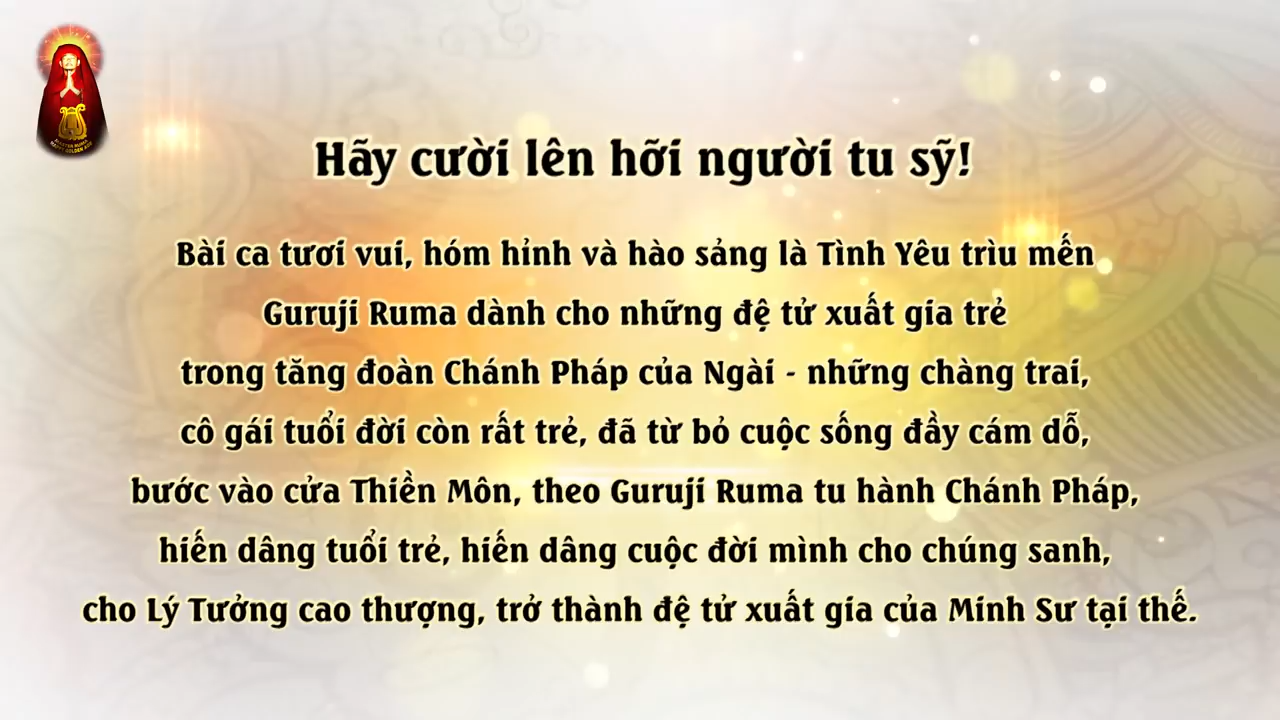 Hãy cười lên hỡi người tu sỹ!
Bài ca tươi vui, hóm hỉnh và hào sảng là Tình Yêu trìu mến
Guruji Ruma dành cho những đệ tử xuất gia trẻ
trong tăng đoàn Chánh Pháp của Ngài - những chàng trai,
cô gái tuổi đời còn rất trẻ, đã từ bỏ cuộc sống đầy cám dỗ,
bước vào cửa Thiền Môn, theo Guruji Ruma tu hành Chánh Pháp,
hiến dâng tuổi trẻ, hiến dâng cuộc đời mình cho chúng sanh,
cho Lý Tưởng cao thượng, trở thành đệ tử xuất gia của Minh Sư tại thế.